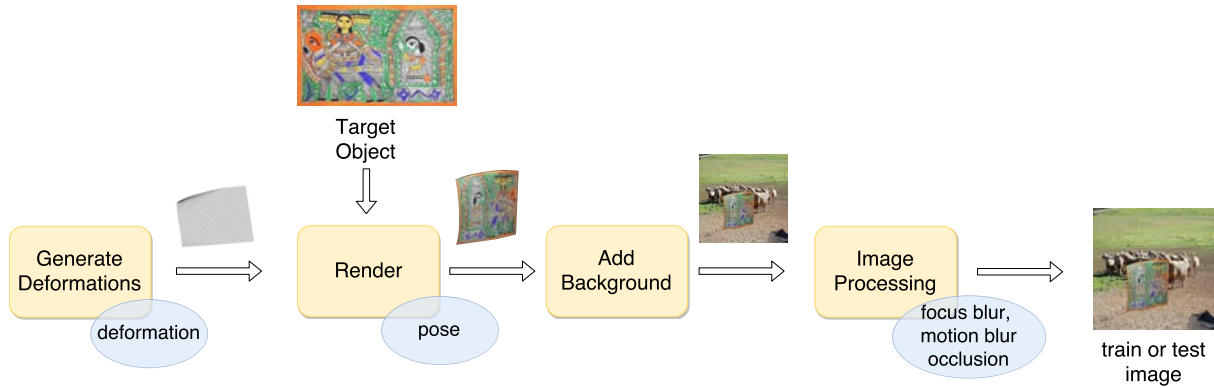 Target
Object
Generate
Deformations
deformation
Render
pose
Add
Background
Image
Processing
focus blur,
motion blur
occlusion
train or test
image